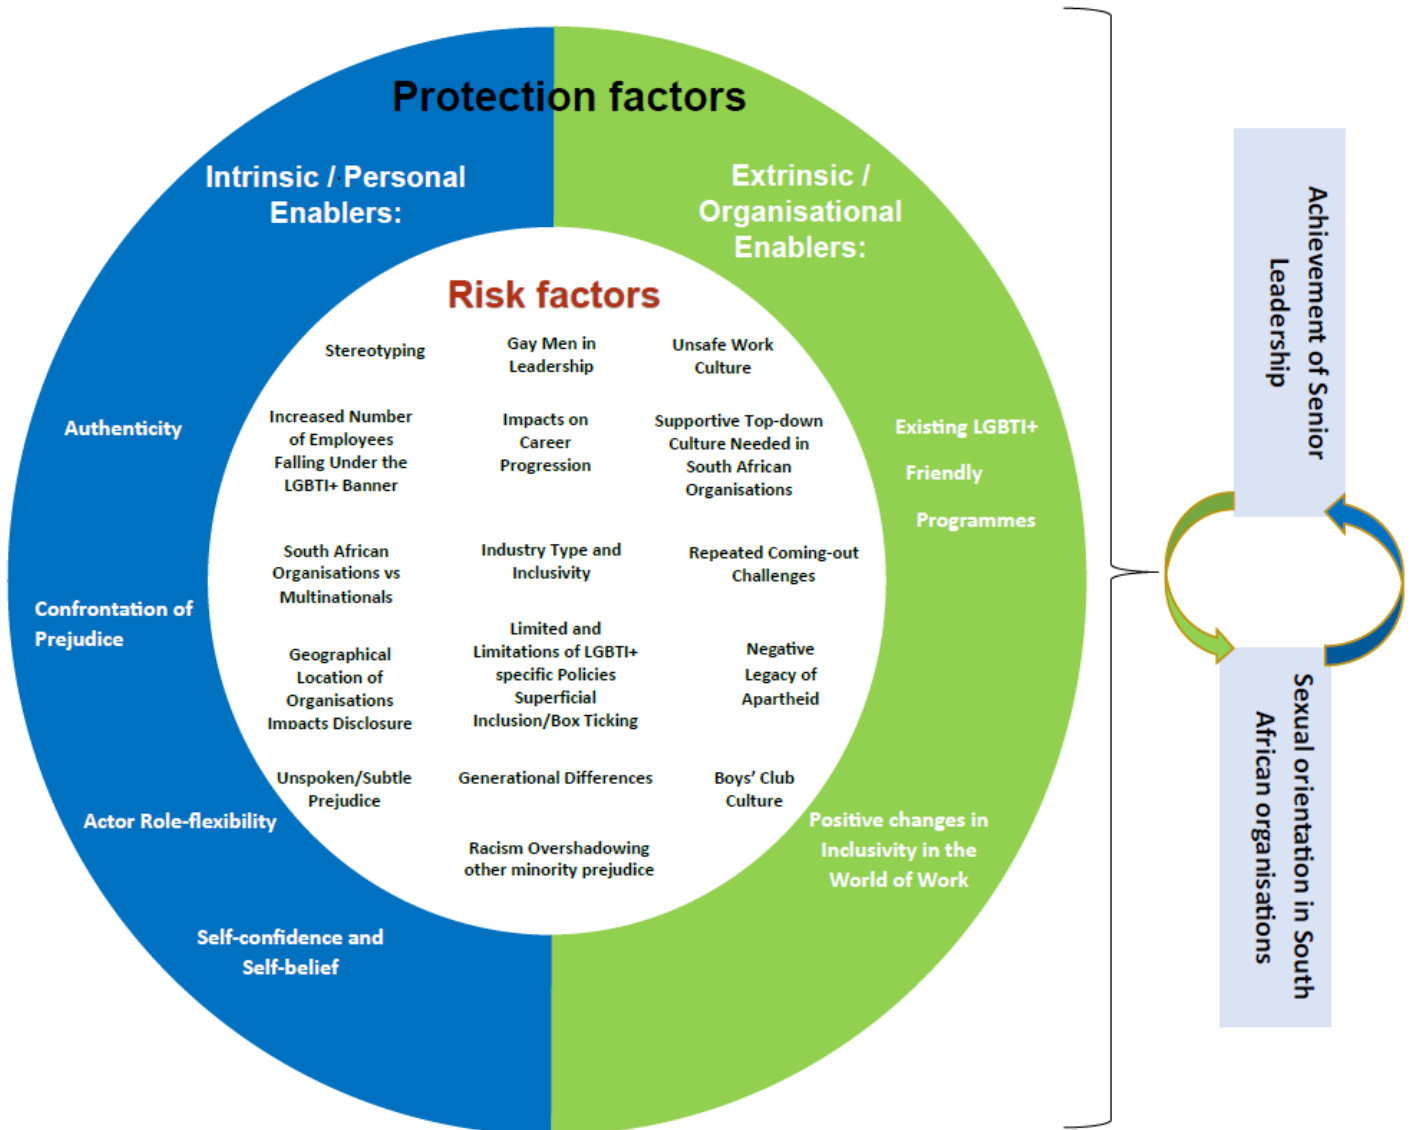 Protection factors
Intrinsic / Personal
Enablers:
Extrinsic /
Organisational
Enablers:
Risk factors
Stereotyping
Gay Men in
Leadership
Unsafe Work
Culture
Increased Number
of Employees
Falling Under the
LGBTI+ Banner
Impacts on
Career
Progression
Supportive Top-down
Culture Needed in
South African
Organisations
South African
Organisations vs
Multinationals
Industry Type and
Inclusivity
Repeated Coming-out
Challenges
Geographical
Location of
Organisations
Impacts Disclosure
Limited and
Limitations of LGBTI+
specific Policies
Superficial
Inclusion/Box Ticking
Negative
Legacy of
Apartheid
Unspoken/Subtle
Prejudice
Generational Differences
Boys’ Club
Culture
Racism Overshadowing
other minority prejudice
Authenticity
Confrontation of
Prejudice
Actor Role-flexibility
Self-confidence and
Self-belief
Existing LGBTI+
Friendly
Programmes
Positive changes in
Inclusivity in the
World of Work
Achievement of Senior
Leadership
Sexual orientation in South
African organisations